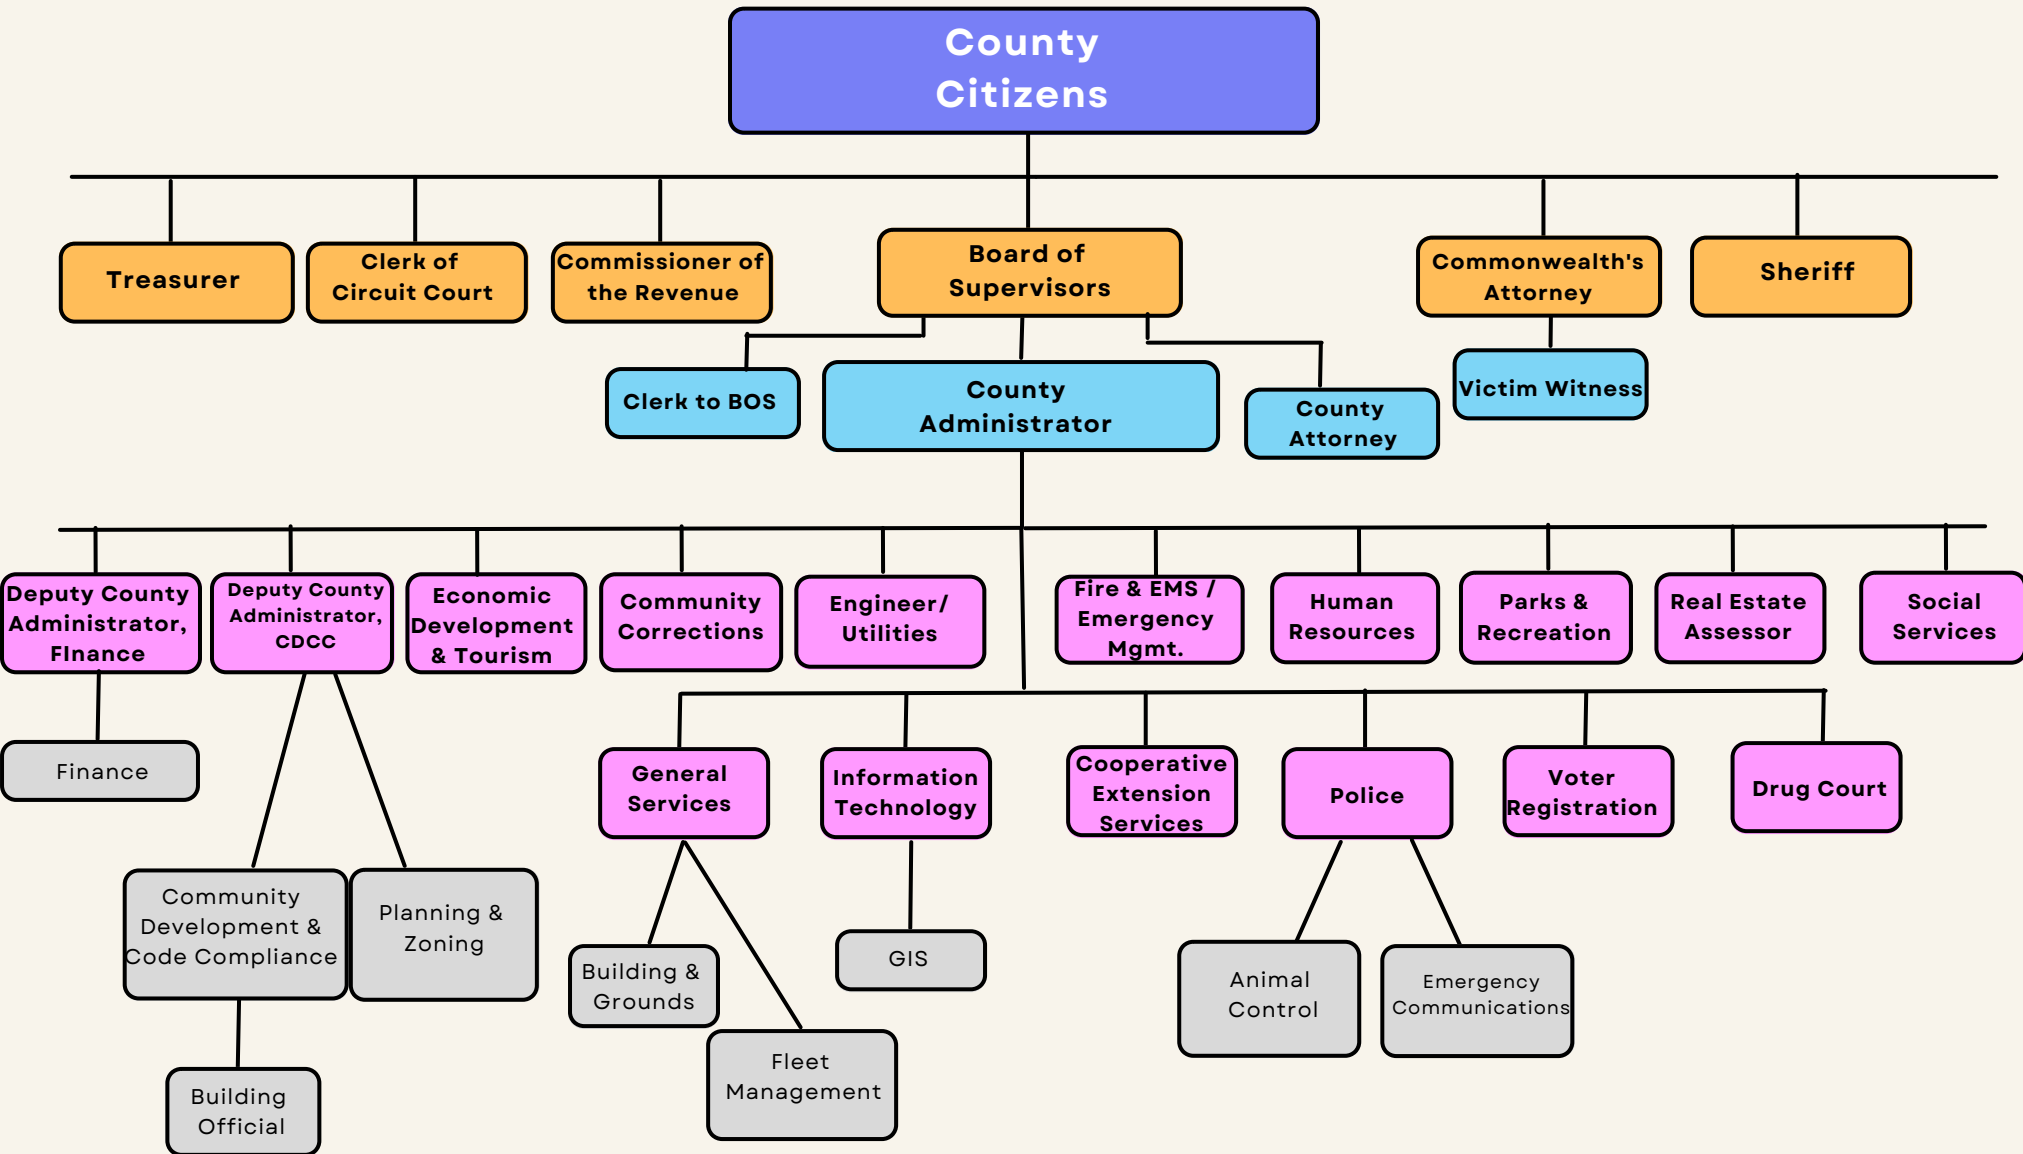 County
Citizens
Treasurer
Clerk of
Circuit Court
Commissioner of
the Revenue
Board of
Supervisors
Commonwealth's
Attorney
Sheriff
Clerk to BOS
County
Administrator
County
Attorney
Victim Witness
Deputy County
Administrator,
FInance
Deputy County
Administrator,
CDCC
Economic
Development
& Tourism
Community
Corrections
Engineer/
Utilities
Fire & EMS /
Emergency
Mgmt.
Human
Resources
Parks &
Recreation
Real Estate
Assessor
Social
Services
Finance
General
Services
Information
Technology
Cooperative
Extension
Services
Police
Voter
Registration
Drug Court
Community
Development &
Code Compliance
Planning &
Zoning
Building &
Grounds
GIS
Animal
Control
Emergency
Communications
Fleet
Management
Building
Official